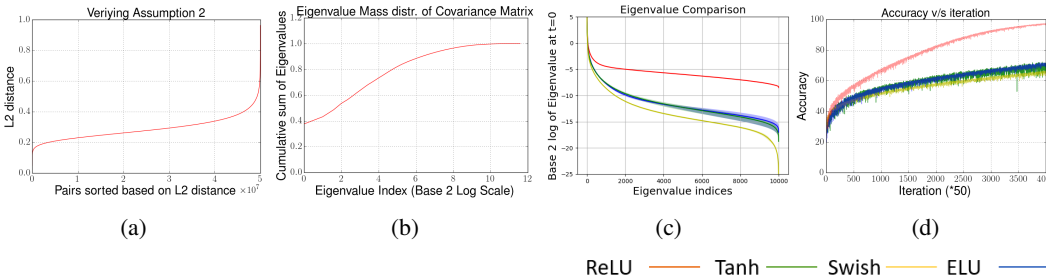 Veriying Assumption 2
L2 distance
1.0
0.8
0.6
0.4
0.2
0.0
0 1 2 3 4 5
Pairs sorted based on L2 distance ×10⁷
(a)
Eigenvalue Mass distr. of Covariance Matrix
Cumulative sum of Eigenvalues
1.2
1.0
0.8
0.6
0.4
0.2
0.0
0 2 4 6 8 10 12
Eigenvalue Index (Base 2 Log Scale)
(b)
Eigenvalue Comparison
Base 2 log of Eigenvalue at t=0
5
0
−5
−10
−15
−20
−25
0 2000 4000 6000 8000 10000
Eigenvalue indices
(c)
Accuracy v/s iteration
Accuracy
100
80
60
40
20
0
0 500 1000 1500 2000 2500 3000 3500 400
Iteration (*50)
(d)
ReLU Tanh Swish ELU